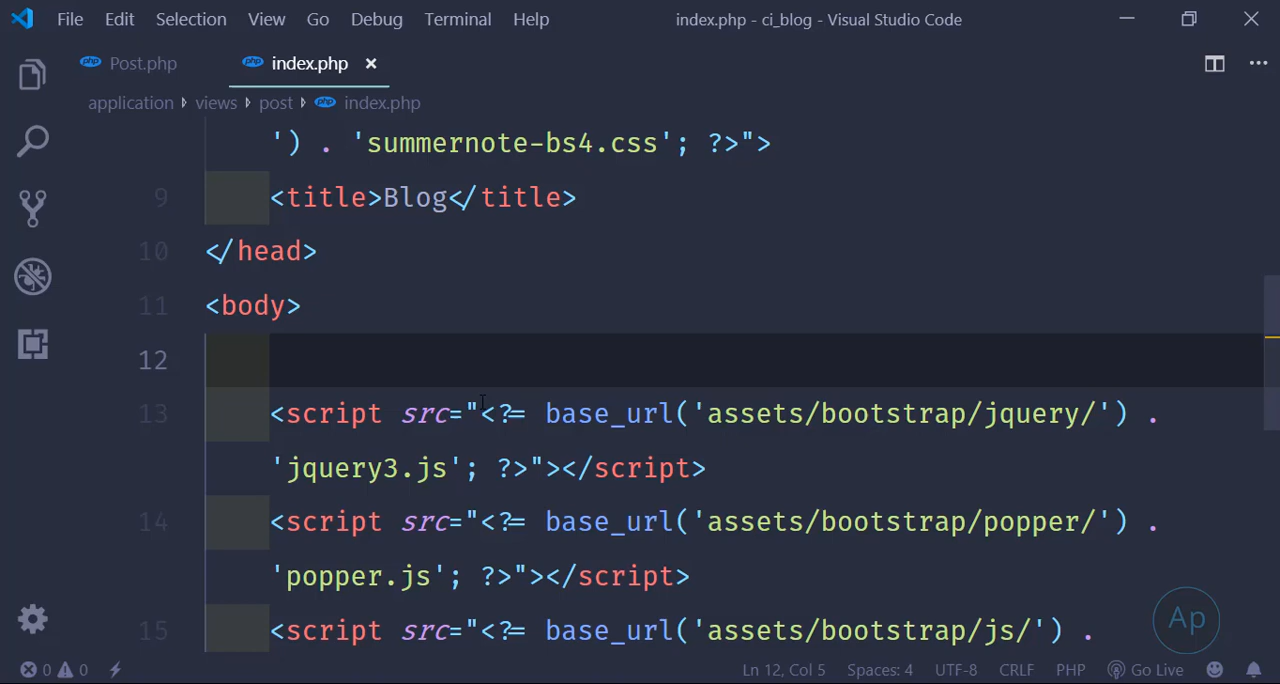 File Edit Selection View Go Debug Terminal Help index.php - ci_blog - Visual Studio Code
php Post.php php index.php
application views post php index.php
') . 'summernote-bs4.css'; ?>">
9 <title>Blog</title>
10 </head>
11 <body>
12
13 <script src="<?= base_url('assets/bootstrap/jquery/') .
'jquery3.js'; ?>"></script>
14 <script src="<?= base_url('assets/bootstrap/popper/') .
'popper.js'; ?>"></script>
15 <script src="<?= base_url('assets/bootstrap/js/') .
Ap
0 0 Ln 12, Col 5 Spaces: 4 UTF-8 CRLF PHP Go Live